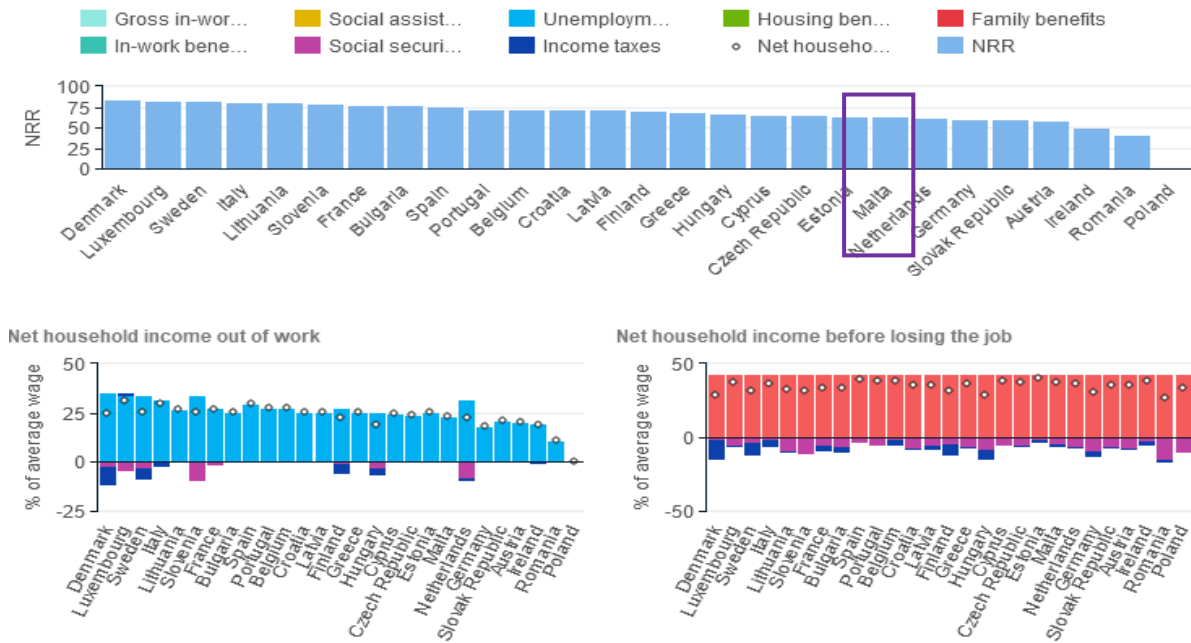 Gross in-wor... Social assist... Unemploym... Housing ben... Family benefits
In-work bene... Social securi... Income taxes Net househo... NRR
NRR
100
75
50
25
0
Denmark
Luxembourg
Sweden
Italy
Lithuania
Slovenia
France
Bulgaria
Spain
Portugal
Belgium
Croatia
Latvia
Finland
Greece
Hungary
Cyprus
Czech Republic
Estonia
Malta
Netherlands
Germany
Slovak Republic
Austria
Ireland
Romania
Poland
Net household income out of work
% of average wage
50
25
0
-25
Denmark
Luxembourg
Sweden
Italy
Lithuania
Slovenia
France
Bulgaria
Spain
Portugal
Belgium
Croatia
Latvia
Finland
Greece
Hungary
Cyprus
Czech Republic
Estonia
Malta
Netherlands
Germany
Slovak Republic
Austria
Ireland
Romania
Poland
Net household income before losing the job
% of average wage
50
0
-50
Denmark
Luxembourg
Sweden
Italy
Lithuania
Slovenia
France
Bulgaria
Spain
Portugal
Belgium
Croatia
Latvia
Finland
Greece
Hungary
Cyprus
Czech Republic
Estonia
Malta
Netherlands
Germany
Slovak Republic
Austria
Ireland
Romania
Poland